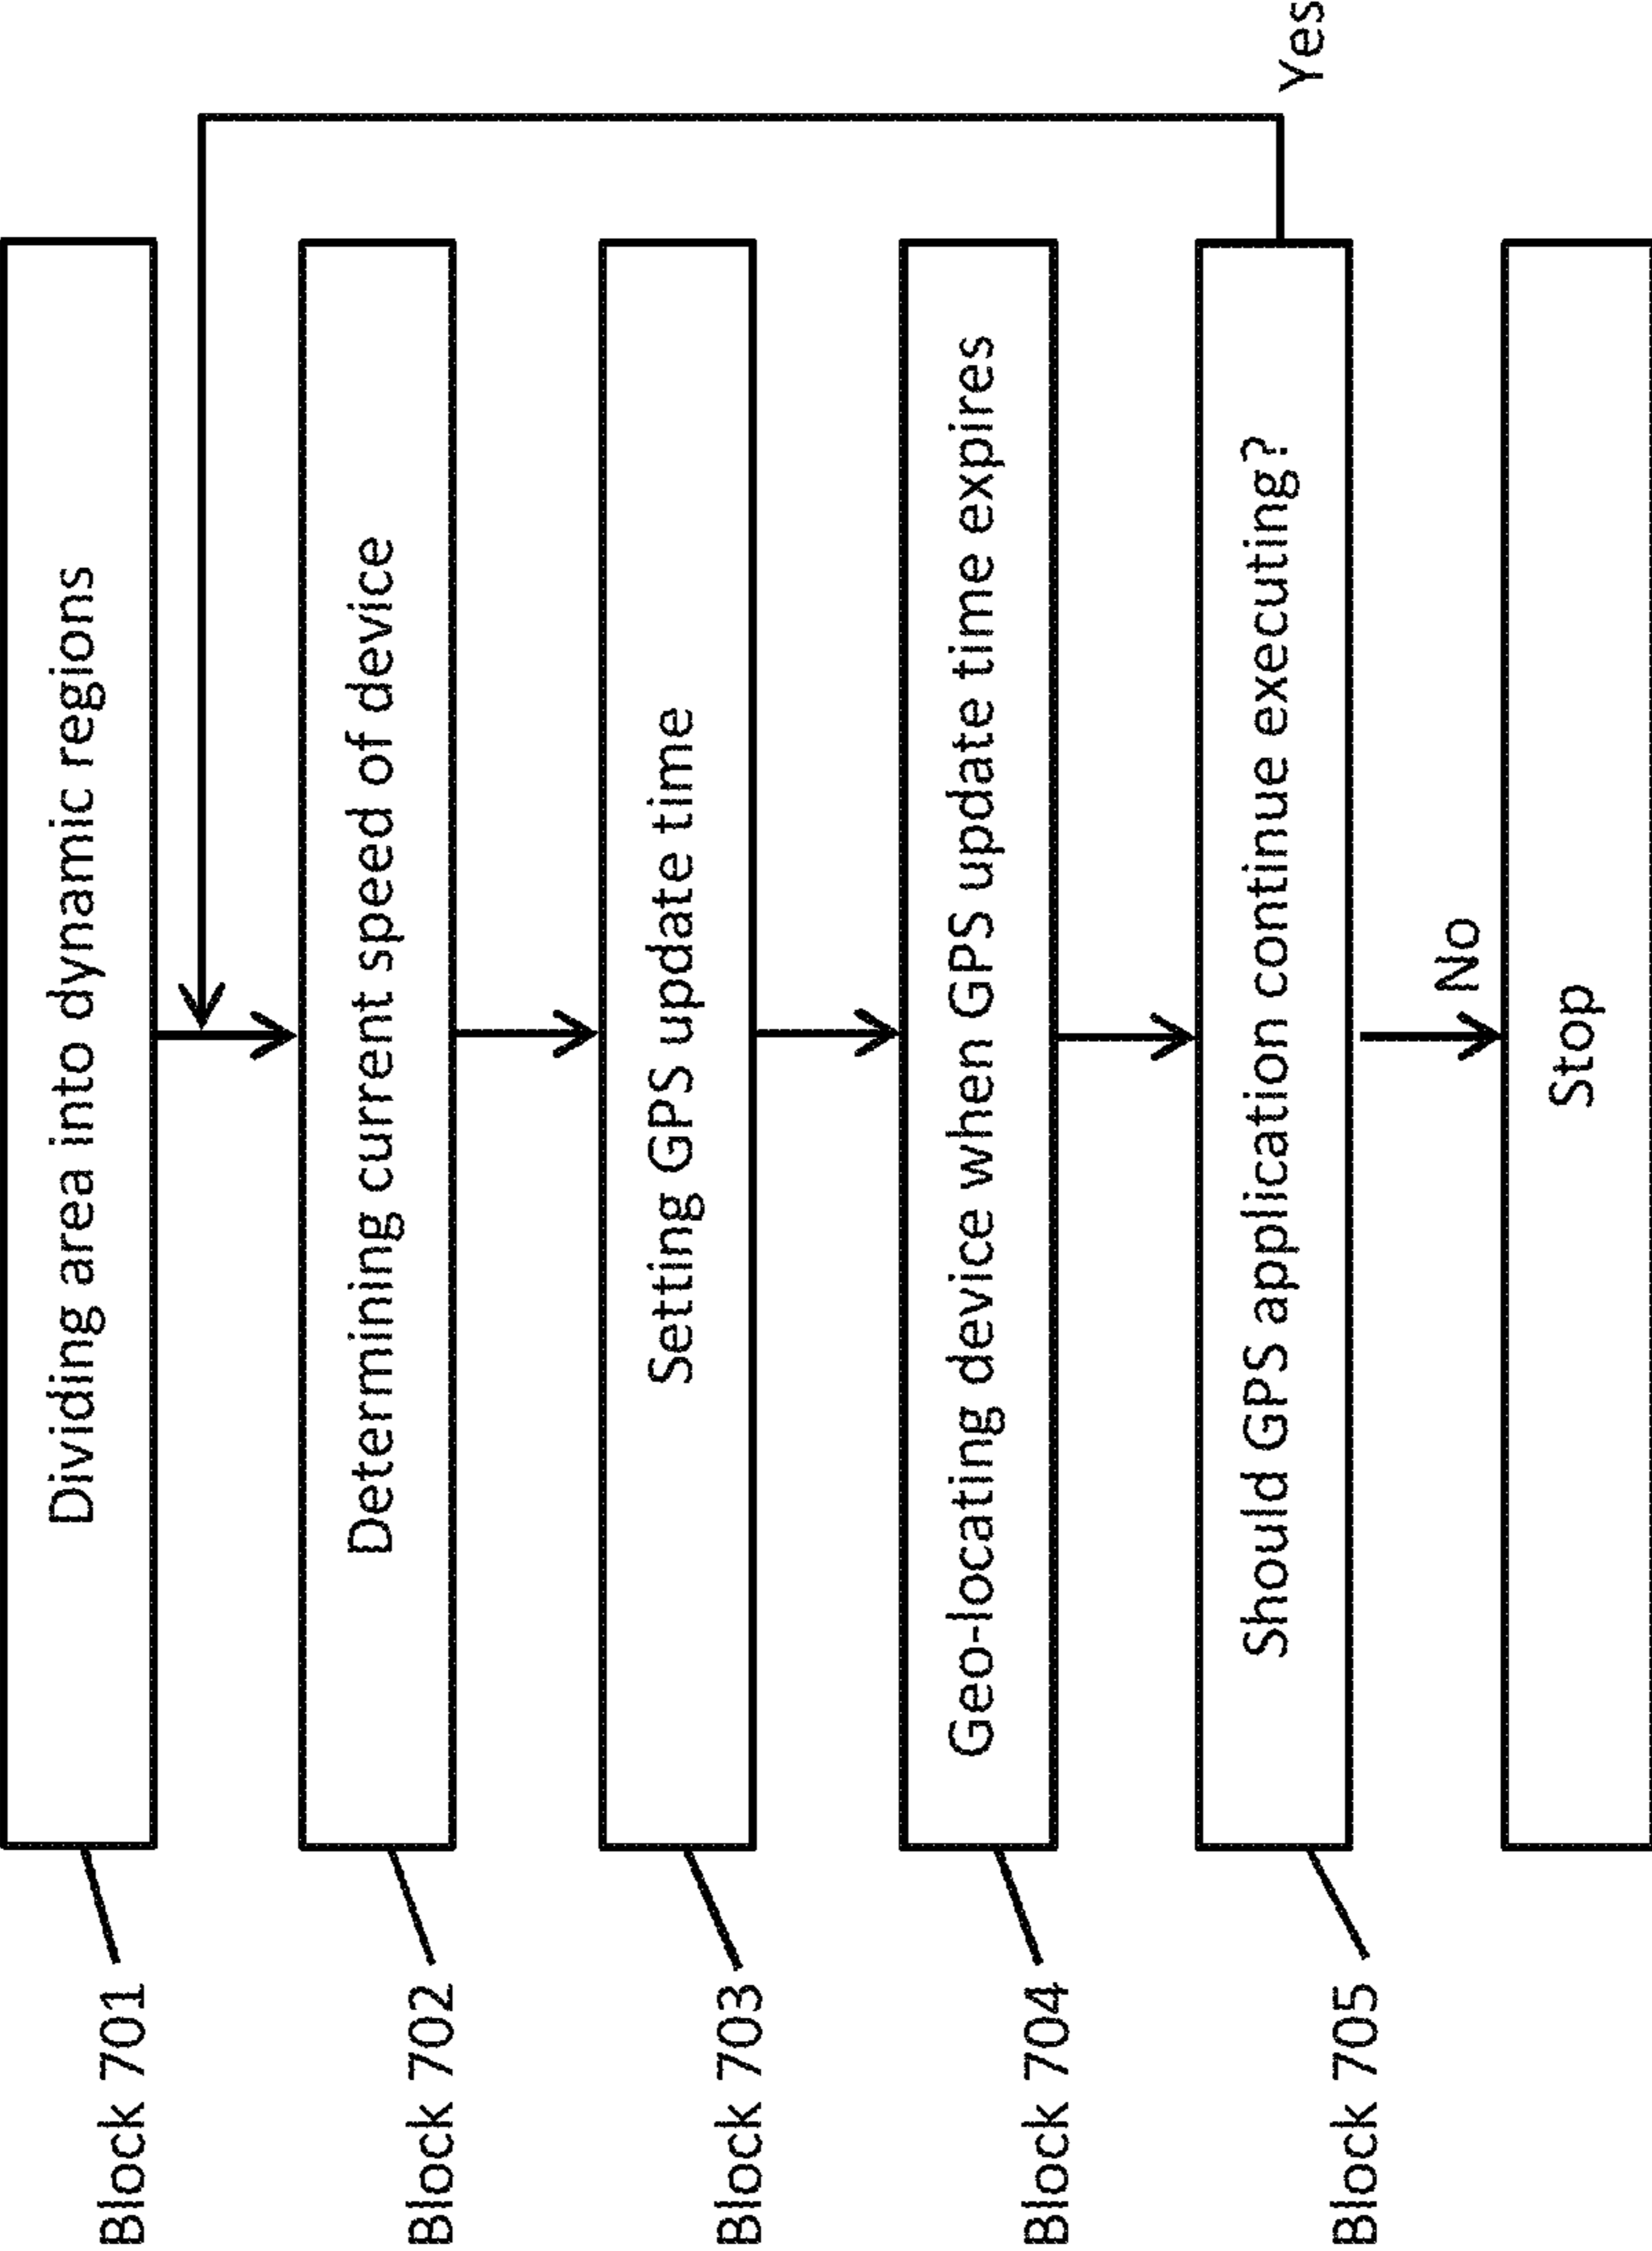 Block 701
Dividing area into dynamic regions
Block 702
Determining current speed of device
Block 703
Setting GPS update time
Block 704
Geo-locating device when GPS update time expires
Block 705
Should GPS application continue executing?
Yes
No
Stop